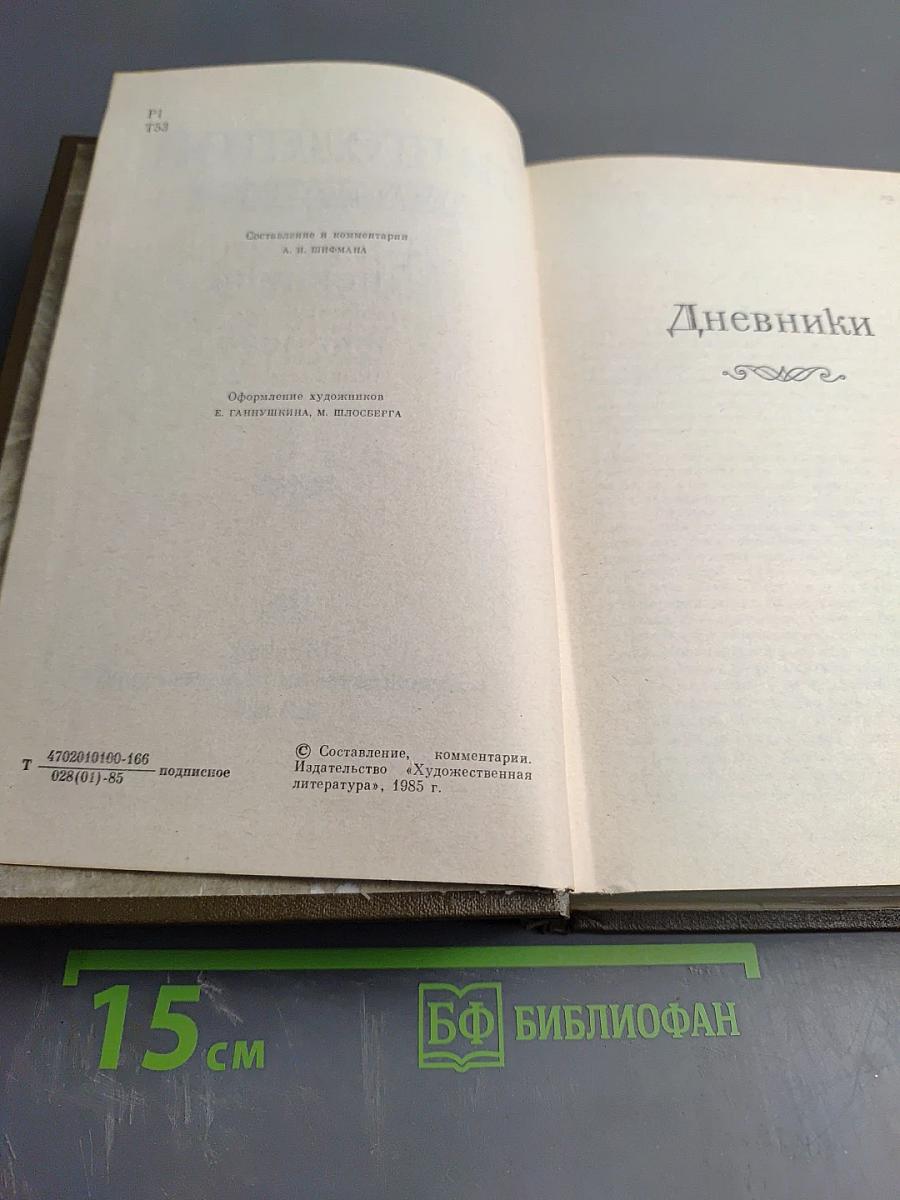 Р1
Т53
Составление и комментарии
А. И. ШИФМАНА
Оформление художников
Е. ГАННУШКИНА, М. ШЛОСБЕРГА
Т 4702010100-166
028(01)-85 подписное
© Составление, комментарии.
Издательство «Художественная
литература», 1985 г.
Дневники
15 см
БФ БИБЛИОФАН